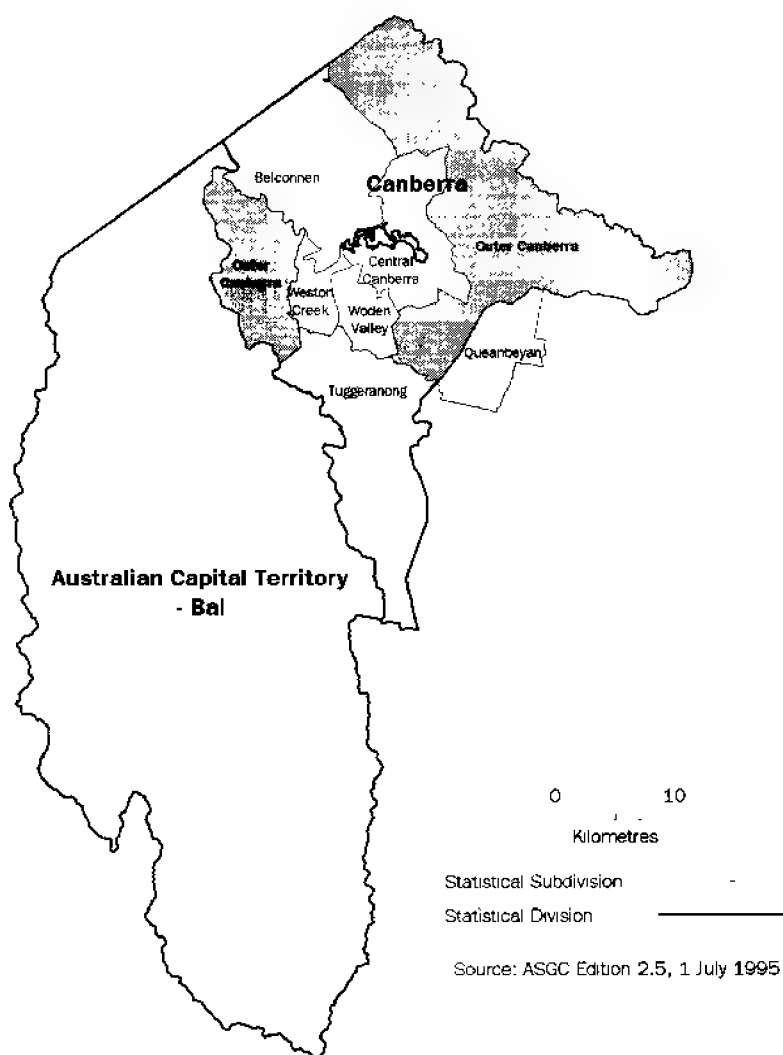 Belconnen
Canberra
Outer Canberra
Outer
Canberra
Central
Canberra
Weston
Creek
Woden
Valley
Queanbeyan
Tuggeranong
Australian Capital Territory
- Bal
0 10
Kilometres
Statistical Subdivision
Statistical Division
Source: ASGC Edition 2.5, 1 July 1995